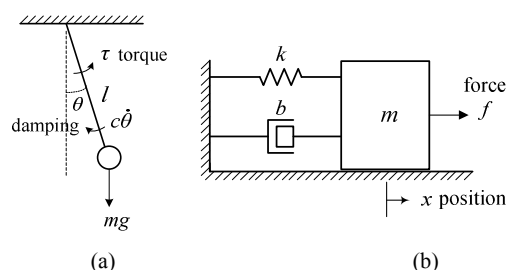 τ torque
θ
l
damping
cθ̇
mg
(a)
k
b
m
force
f
x position
(b)